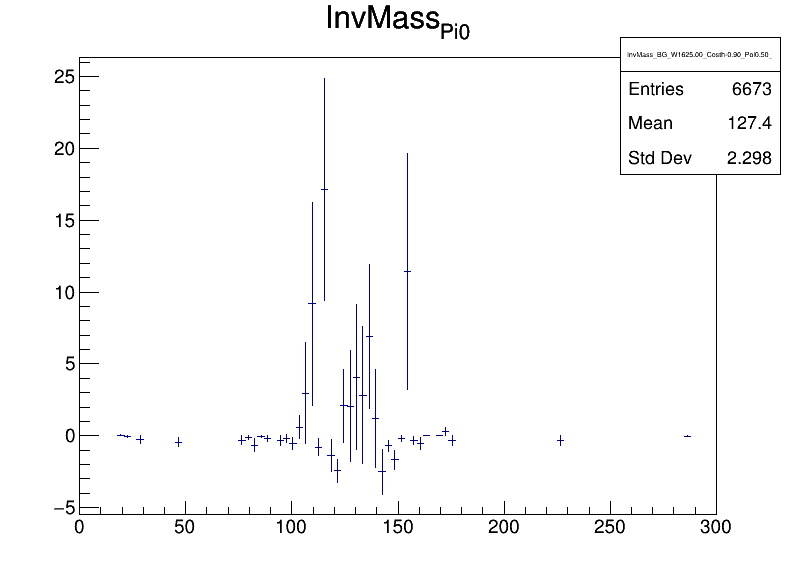 InvMass_Pi0
InvMass_BG_W1625.00_Costh-0.90_Pol0.50_
Entries 6673
Mean 127.4
Std Dev 2.298
25
20
15
10
5
0
−5
0 50 100 150 200 250 300